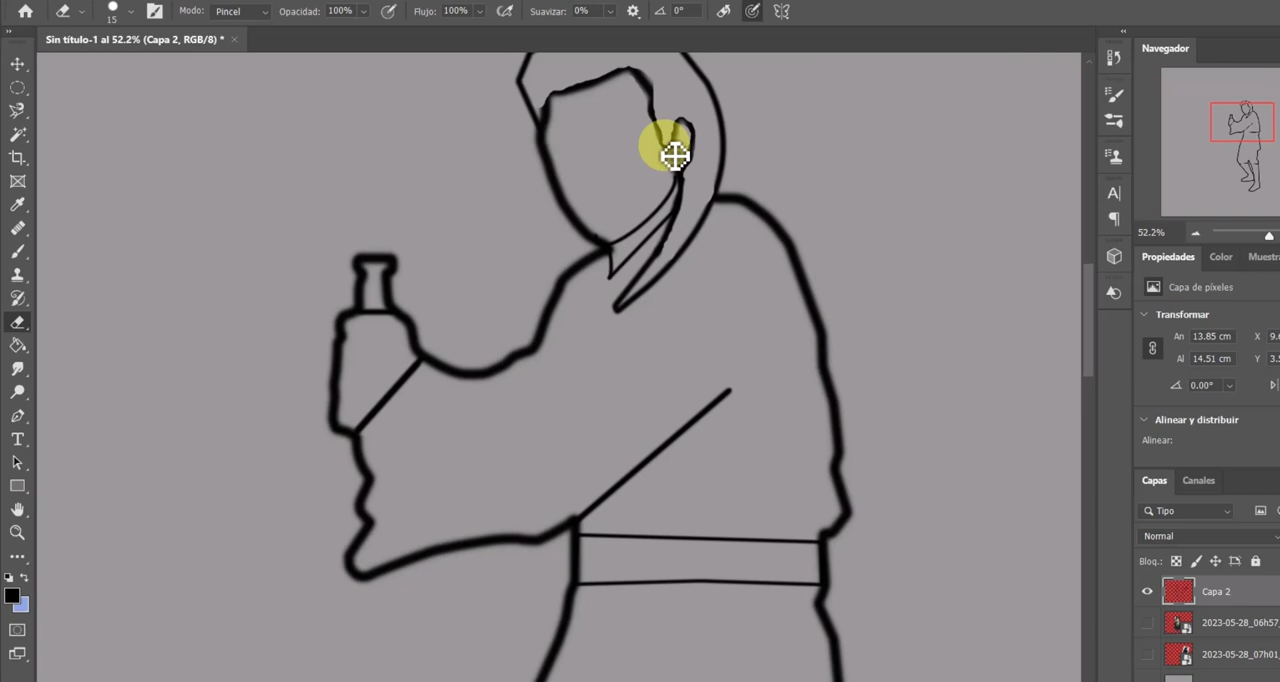 15
Modo: Pincel
Opacidad: 100%
Flujo: 100%
Suavizar: 0%
0°
Sin título-1 al 52.2% (Capa 2, RGB/8) *
Navegador
52.2%
Propiedades Color
Capa de píxeles
Transformar
An 13.85 cm X
Al 14.51 cm Y
0.00°
Alinear y distribuir
Alinear:
Capas Canales
Tipo
Normal
Bloq.:
Capa 2
2023-05-28_06h57
2023-05-28_07h01